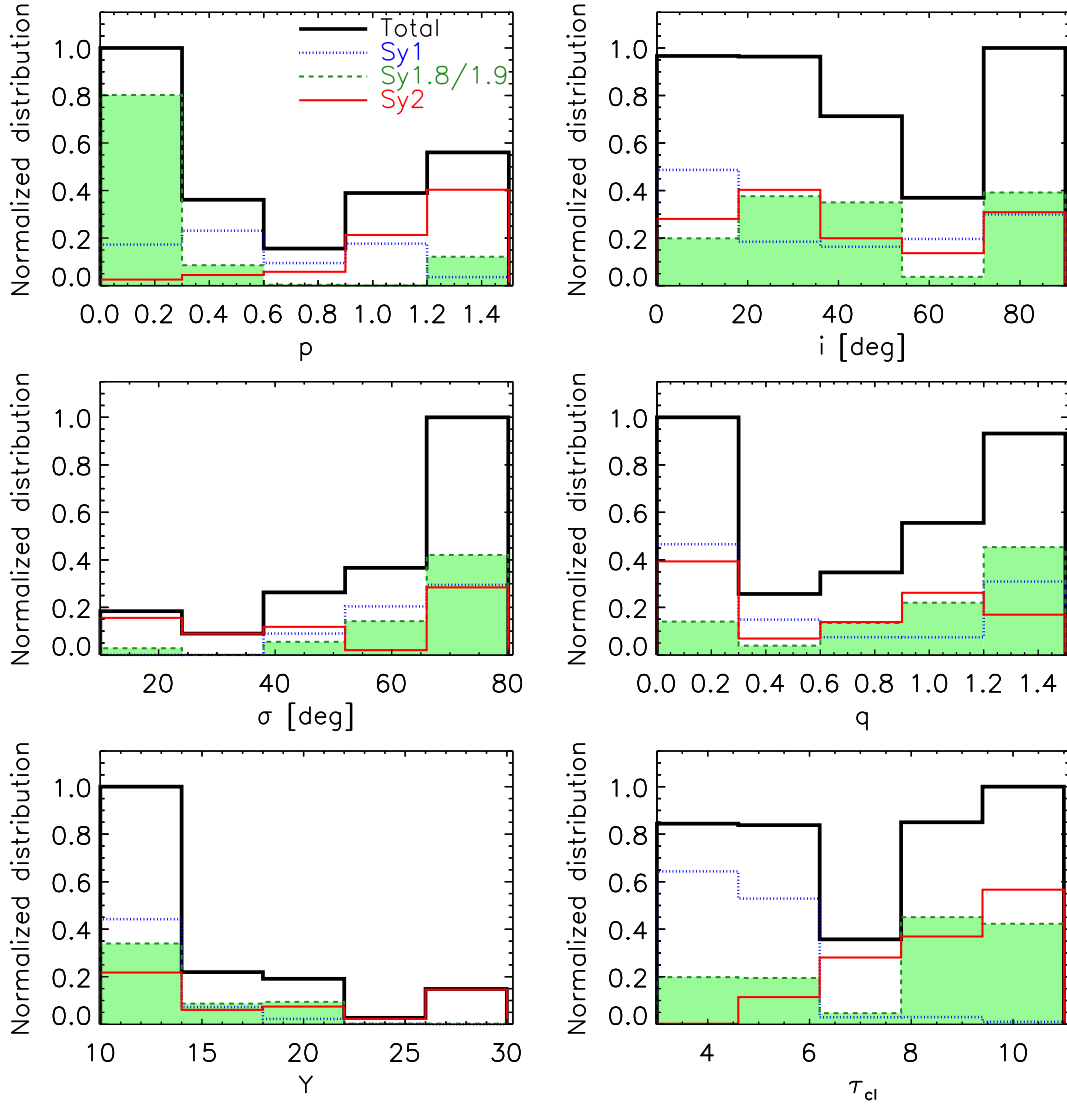 Normalized distribution
1.0
0.8
0.6
0.4
0.2
0.0
Total
Sy1
Sy1.8/1.9
Sy2
0.0 0.2 0.4 0.6 0.8 1.0 1.2 1.4
p
Normalized distribution
1.0
0.8
0.6
0.4
0.2
0.0
0 20 40 60 80
i [deg]
Normalized distribution
1.0
0.8
0.6
0.4
0.2
0.0
20 40 60 80
σ [deg]
Normalized distribution
1.0
0.8
0.6
0.4
0.2
0.0
0.0 0.2 0.4 0.6 0.8 1.0 1.2 1.4
q
Normalized distribution
1.0
0.8
0.6
0.4
0.2
0.0
10 15 20 25 30
Y
Normalized distribution
1.0
0.8
0.6
0.4
0.2
0.0
4 6 8 10
τcl